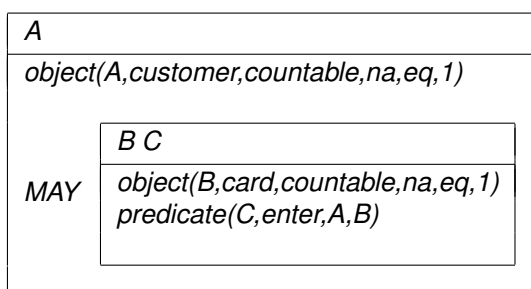 A
object(A,customer,countable,na,eq,1)
B C
MAY
object(B,card,countable,na,eq,1)
predicate(C,enter,A,B)